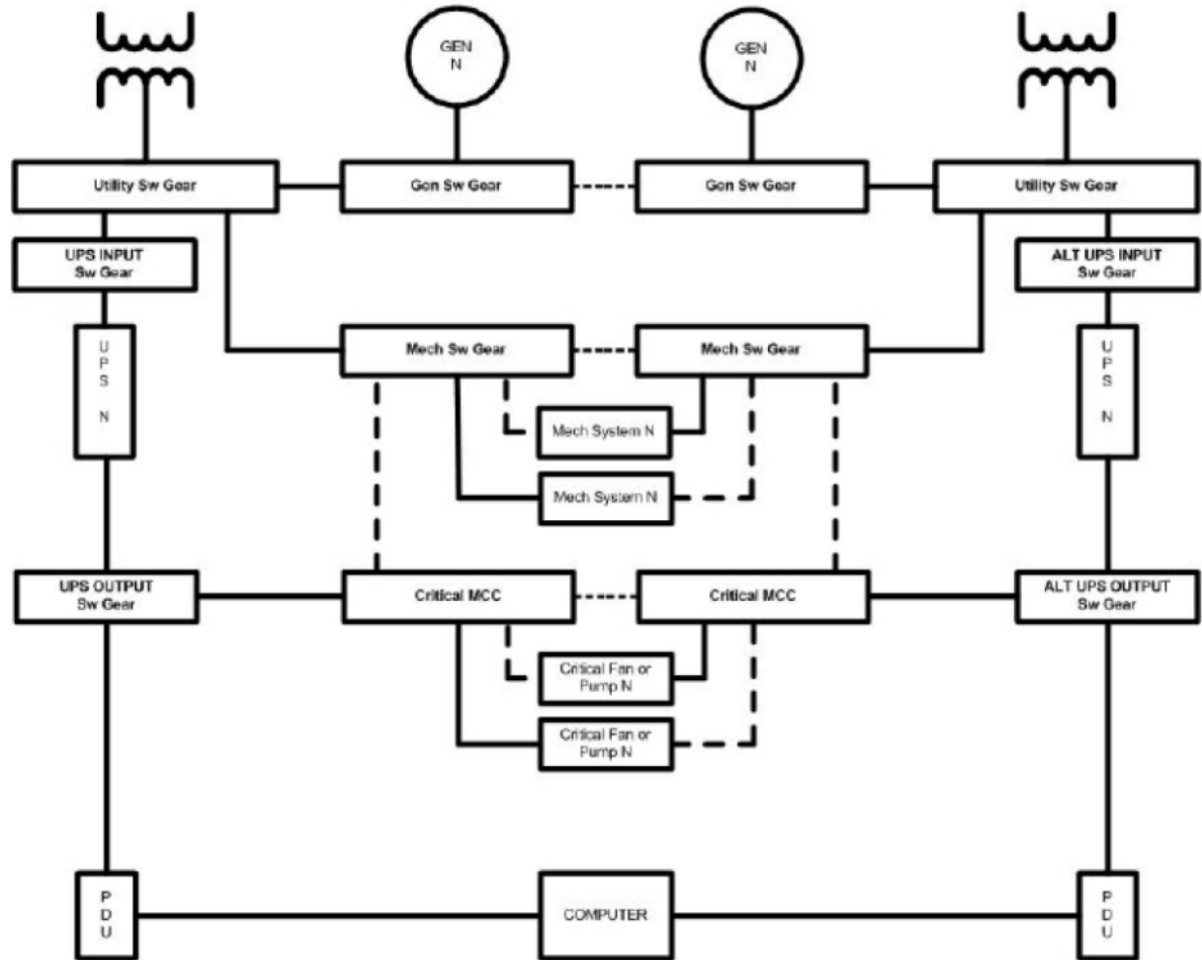 GEN
N
GEN
N
Utility Sw Gear
Gen Sw Gear
Gen Sw Gear
Utility Sw Gear
UPS INPUT
Sw Gear
ALT UPS INPUT
Sw Gear
U
P
S
N
Mech Sw Gear
Mech Sw Gear
U
P
S
N
Mech System N
Mech System N
UPS OUTPUT
Sw Gear
Critical MCC
Critical MCC
ALT UPS OUTPUT
Sw Gear
Critical Fan or
Pump N
Critical Fan or
Pump N
P
D
U
COMPUTER
P
D
U